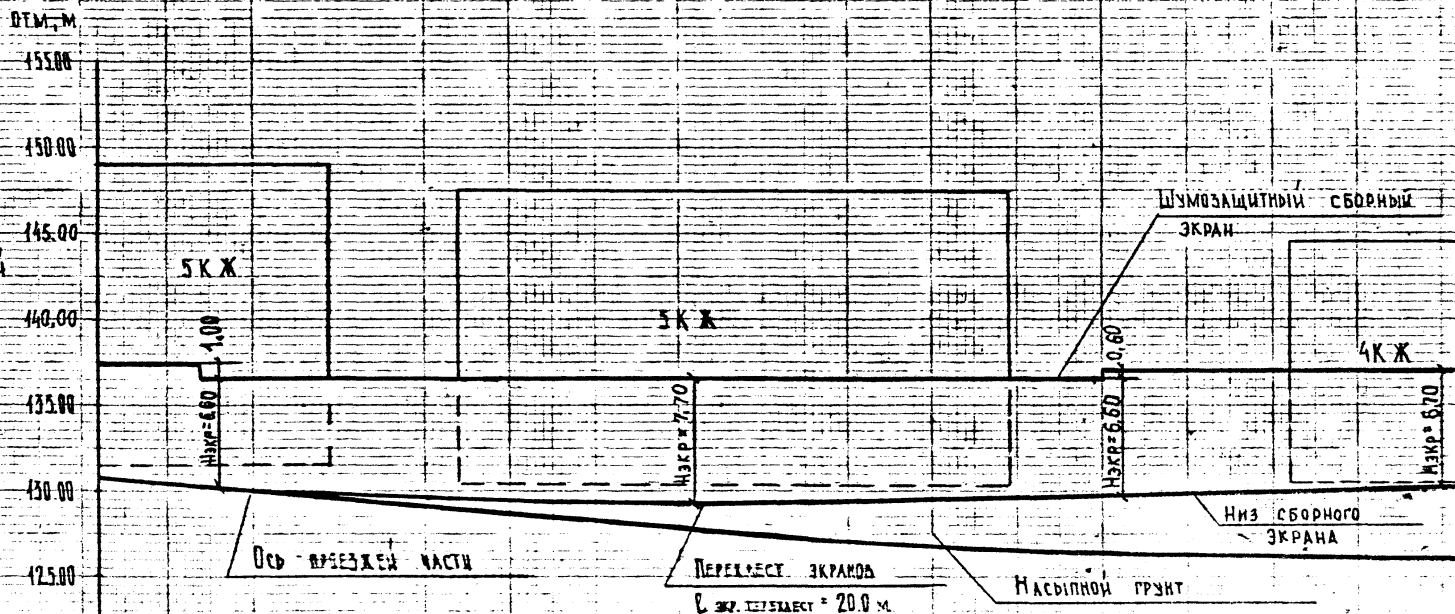 ОТМ, М
155.00
150.00
Шумозащитный сборный
экран
145.00
5КЖ
140.00
1.00
5КЖ
0,60
4КЖ
135.00
Нэкр=6.60
Нэкр=7.70
Нэкр=6.60
Нэкр=6.70
130.00
Низ сборного
экрана
Ось проезжей части
Перехлест экранов
125.00
Насыпной грунт
ℓ экр. перехлест = 20.0 м.